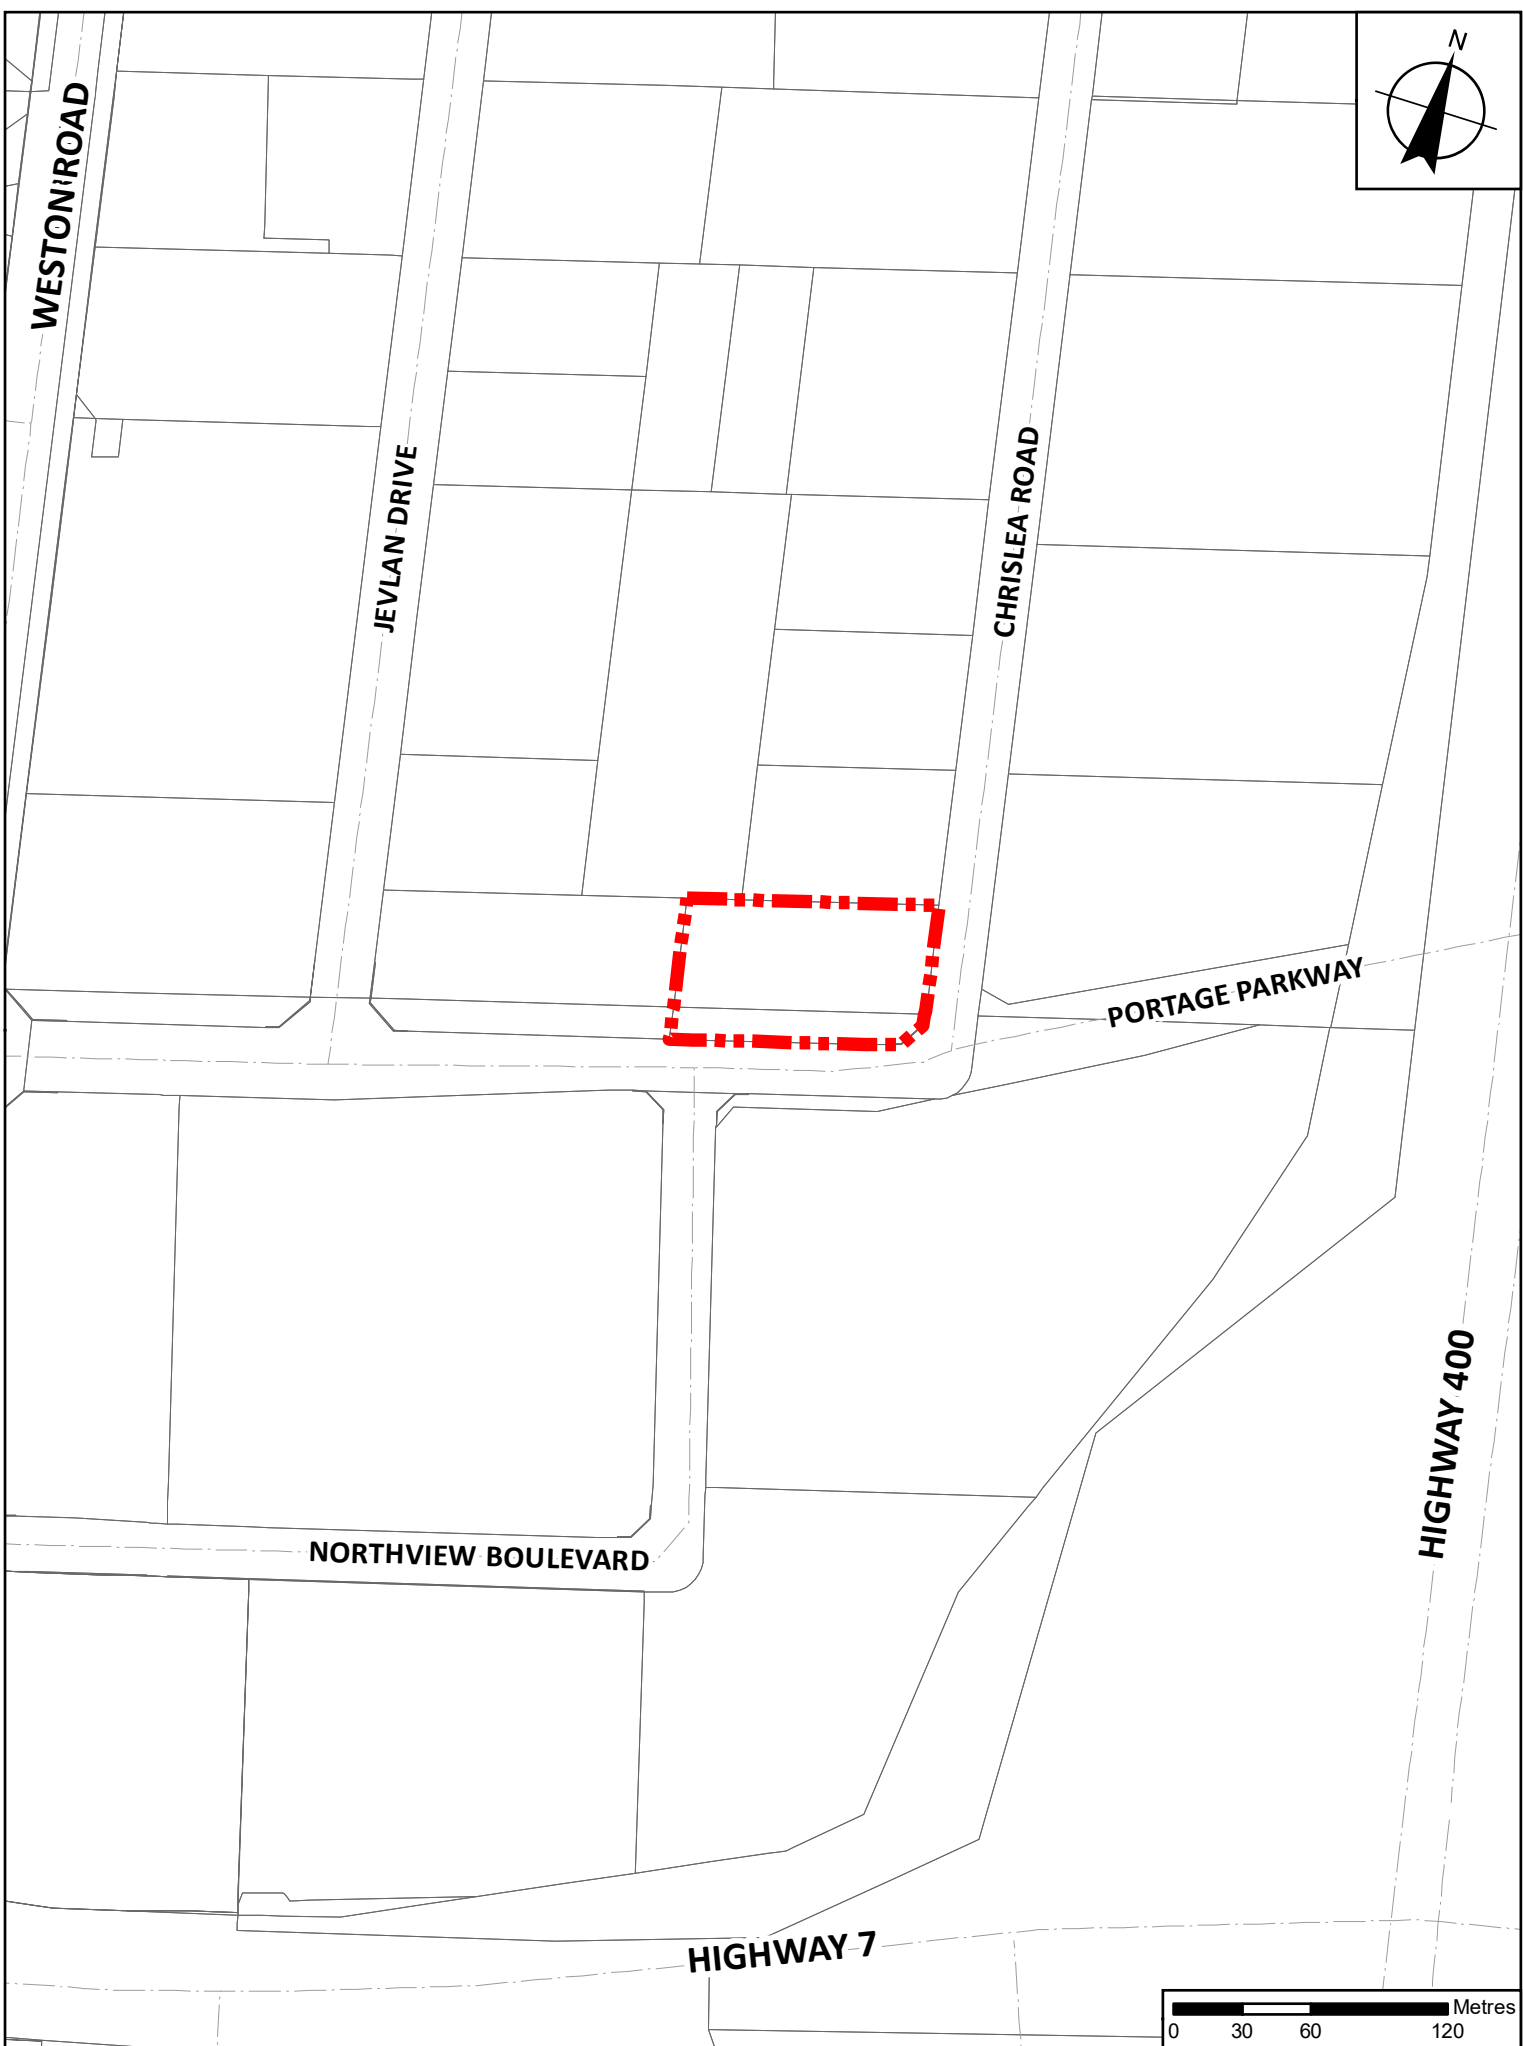 N
WESTON ROAD
JEVLAN DRIVE
CHRISLEA ROAD
PORTAGE PARKWAY
HIGHWAY 400
NORTHVIEW BOULEVARD
HIGHWAY 7
Metres
0 30 60 120